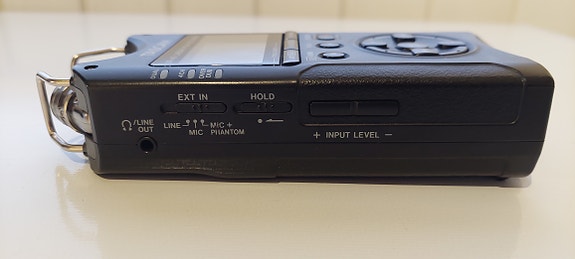 EXT IN
HOLD
/LINE
OUT
LINE
MIC
MIC +
PHANTOM
+ INPUT LEVEL −